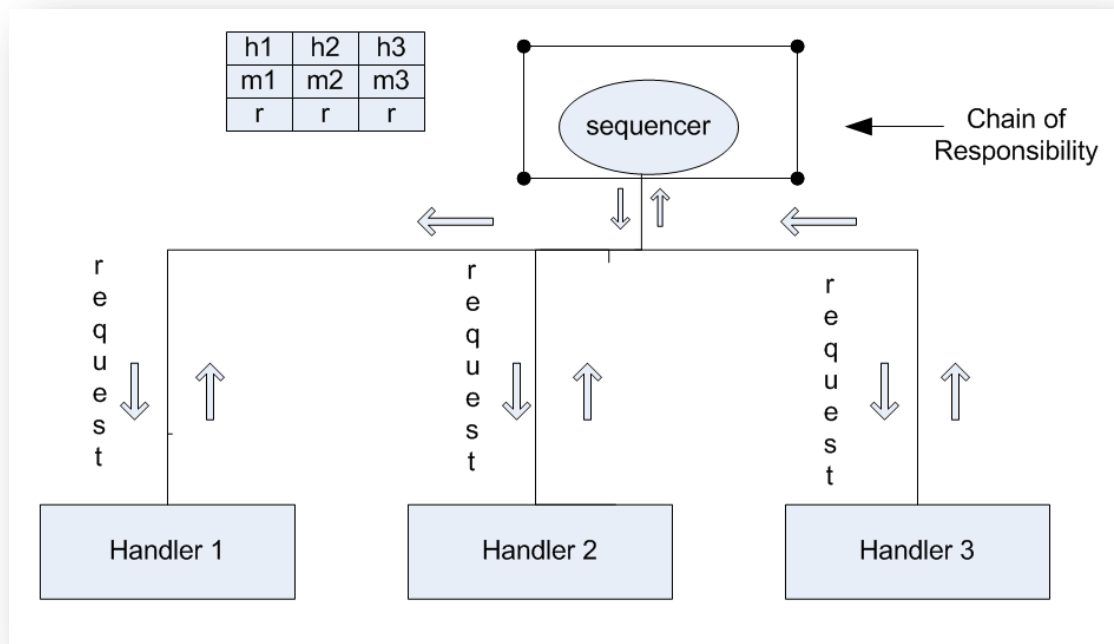 h1 h2 h3
m1 m2 m3
r r r
sequencer
Chain of
Responsibility
request
request
request
Handler 1
Handler 2
Handler 3